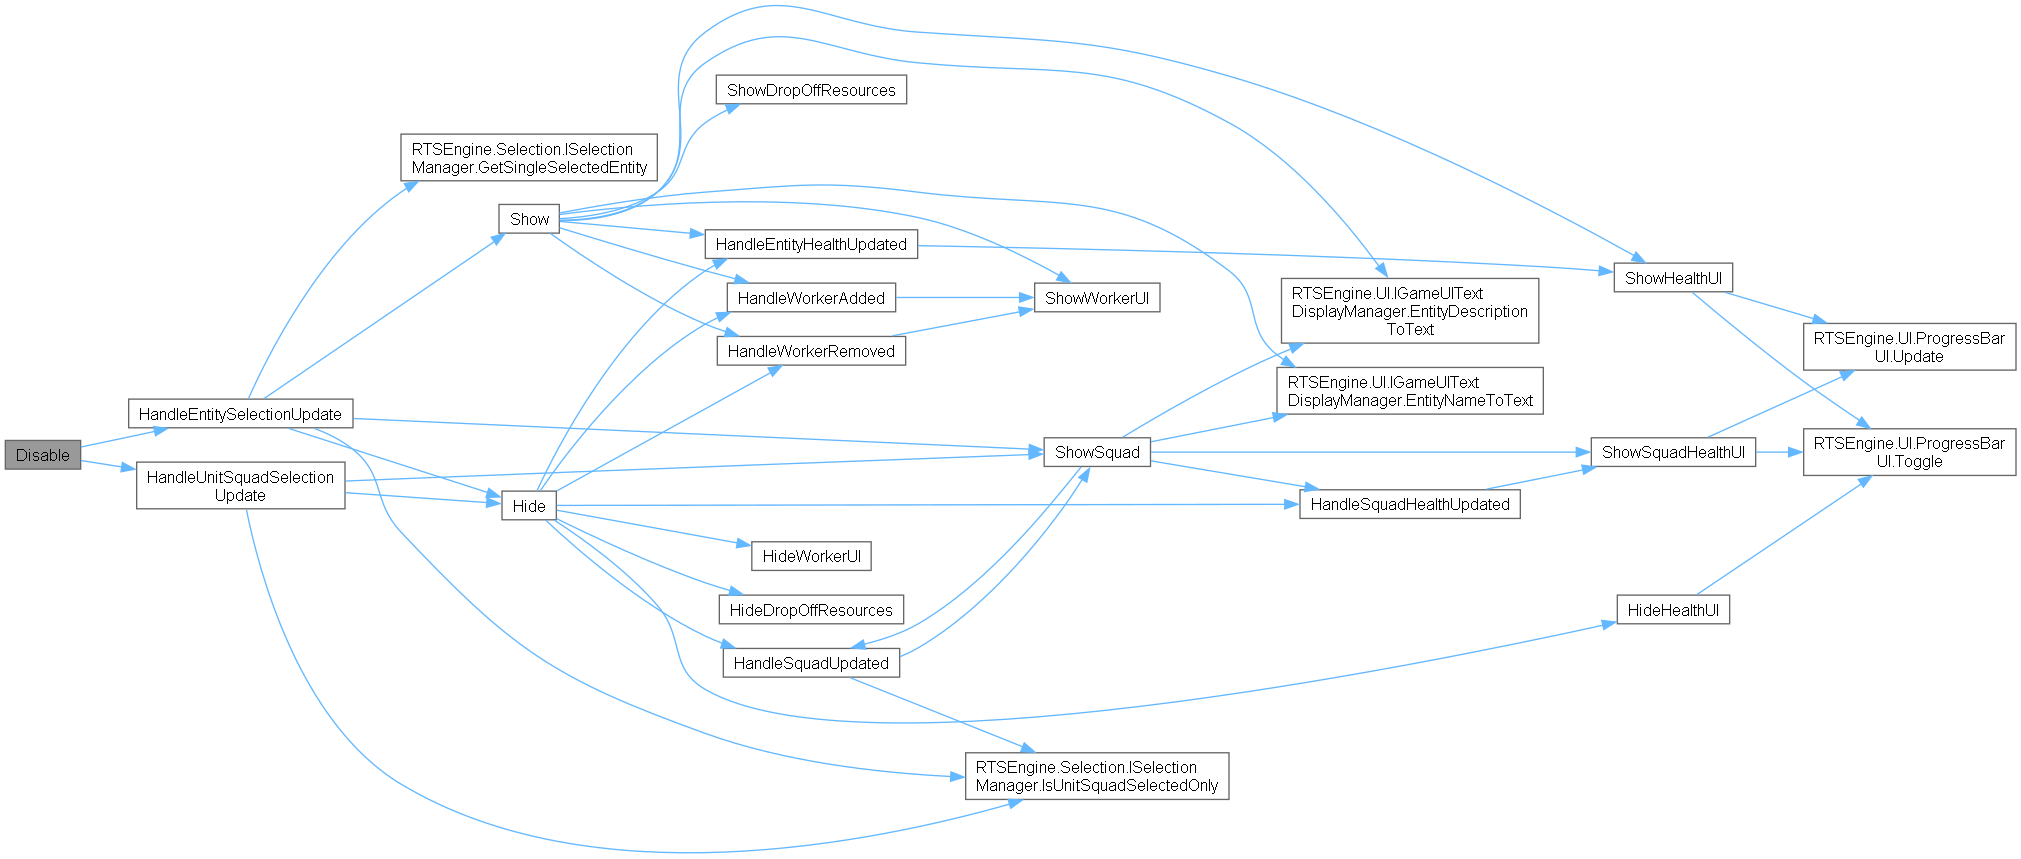 Disable
HandleEntitySelectionUpdate
HandleUnitSquadSelection
Update
RTSEngine.Selection.ISelection
Manager.GetSingleSelectedEntity
Show
Hide
ShowDropOffResources
HandleEntityHealthUpdated
HandleWorkerAdded
HandleWorkerRemoved
HideWorkerUI
HideDropOffResources
HandleSquadUpdated
ShowWorkerUI
ShowSquad
RTSEngine.Selection.ISelection
Manager.IsUnitSquadSelectedOnly
RTSEngine.UI.IGameUIText
DisplayManager.EntityDescription
ToText
RTSEngine.UI.IGameUIText
DisplayManager.EntityNameToText
HandleSquadHealthUpdated
ShowHealthUI
ShowSquadHealthUI
HideHealthUI
RTSEngine.UI.ProgressBar
UI.Update
RTSEngine.UI.ProgressBar
UI.Toggle